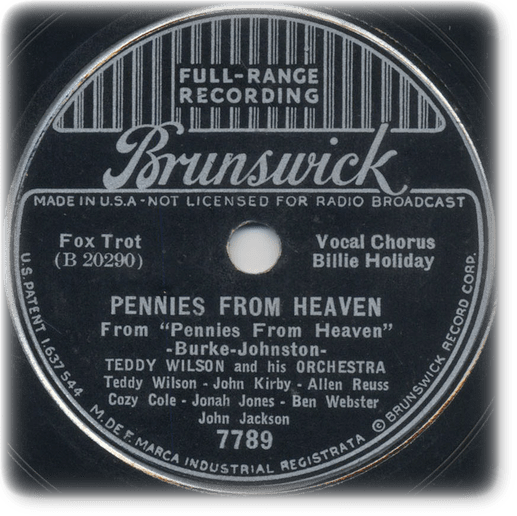 FULL-RANGE
RECORDING
Brunswick
MADE IN U.S.A-NOT LICENSED FOR RADIO BROADCAST
Fox Trot
(B 20290)
Vocal Chorus
Billie Holiday
PENNIES FROM HEAVEN
From "Pennies From Heaven"
-Burke-Johnston-
TEDDY WILSON and his ORCHESTRA
Teddy Wilson - John Kirby - Allen Reuss
Cozy Cole - Jonah Jones - Ben Webster
John Jackson
7789
U.S. PATENT 1,637,544
M. DE F. MARCA INDUSTRIAL REGISTRATA
© BRUNSWICK RECORD CORP.